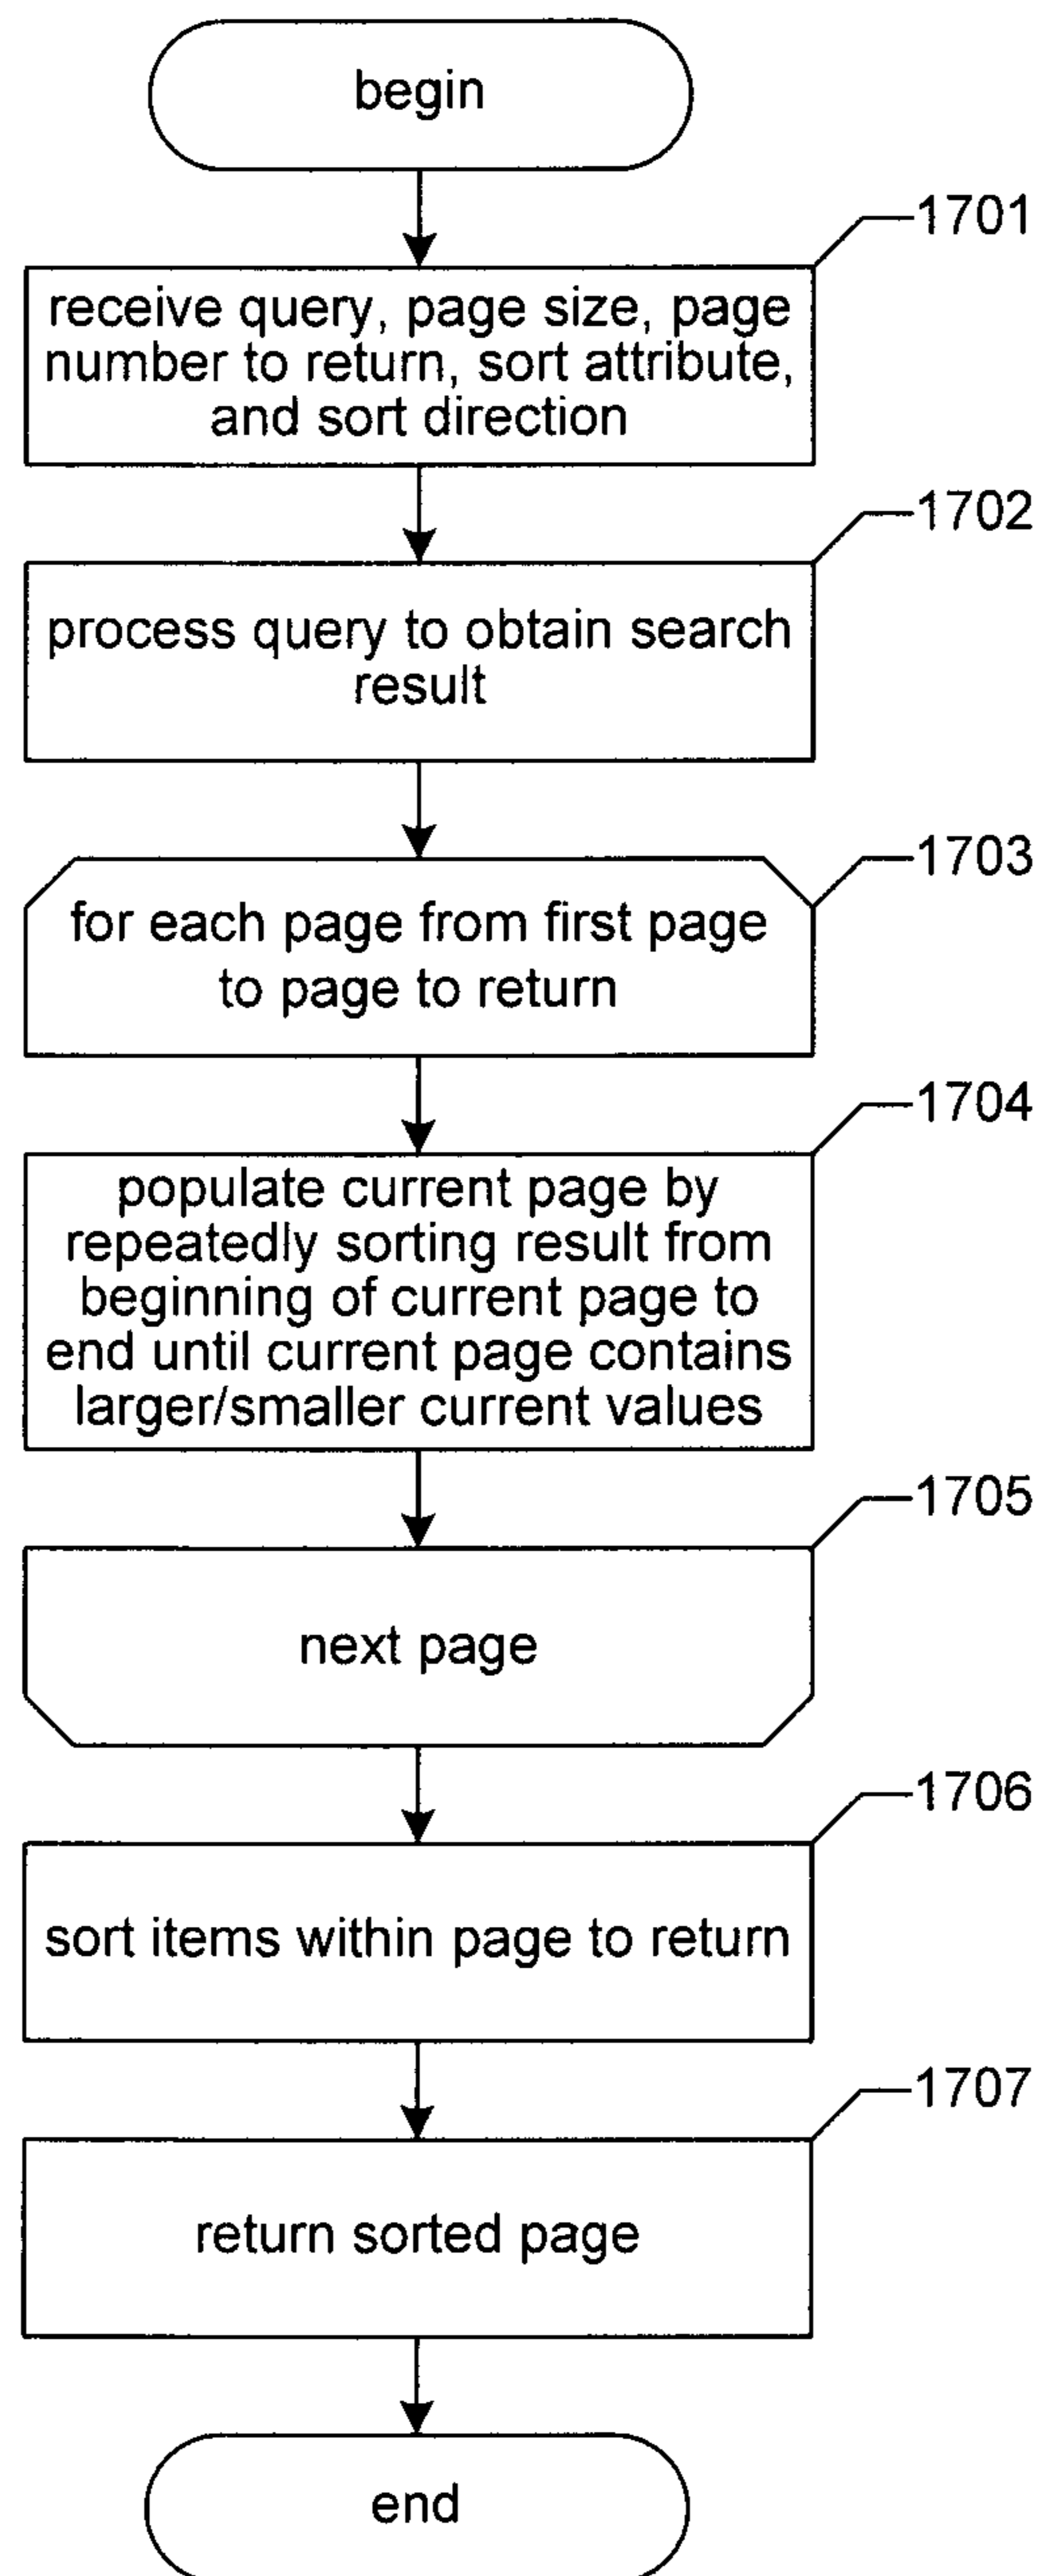 begin
1701
receive query, page size, page
number to return, sort attribute,
and sort direction
1702
process query to obtain search
result
1703
for each page from first page
to page to return
1704
populate current page by
repeatedly sorting result from
beginning of current page to
end until current page contains
larger/smaller current values
1705
next page
1706
sort items within page to return
1707
return sorted page
end